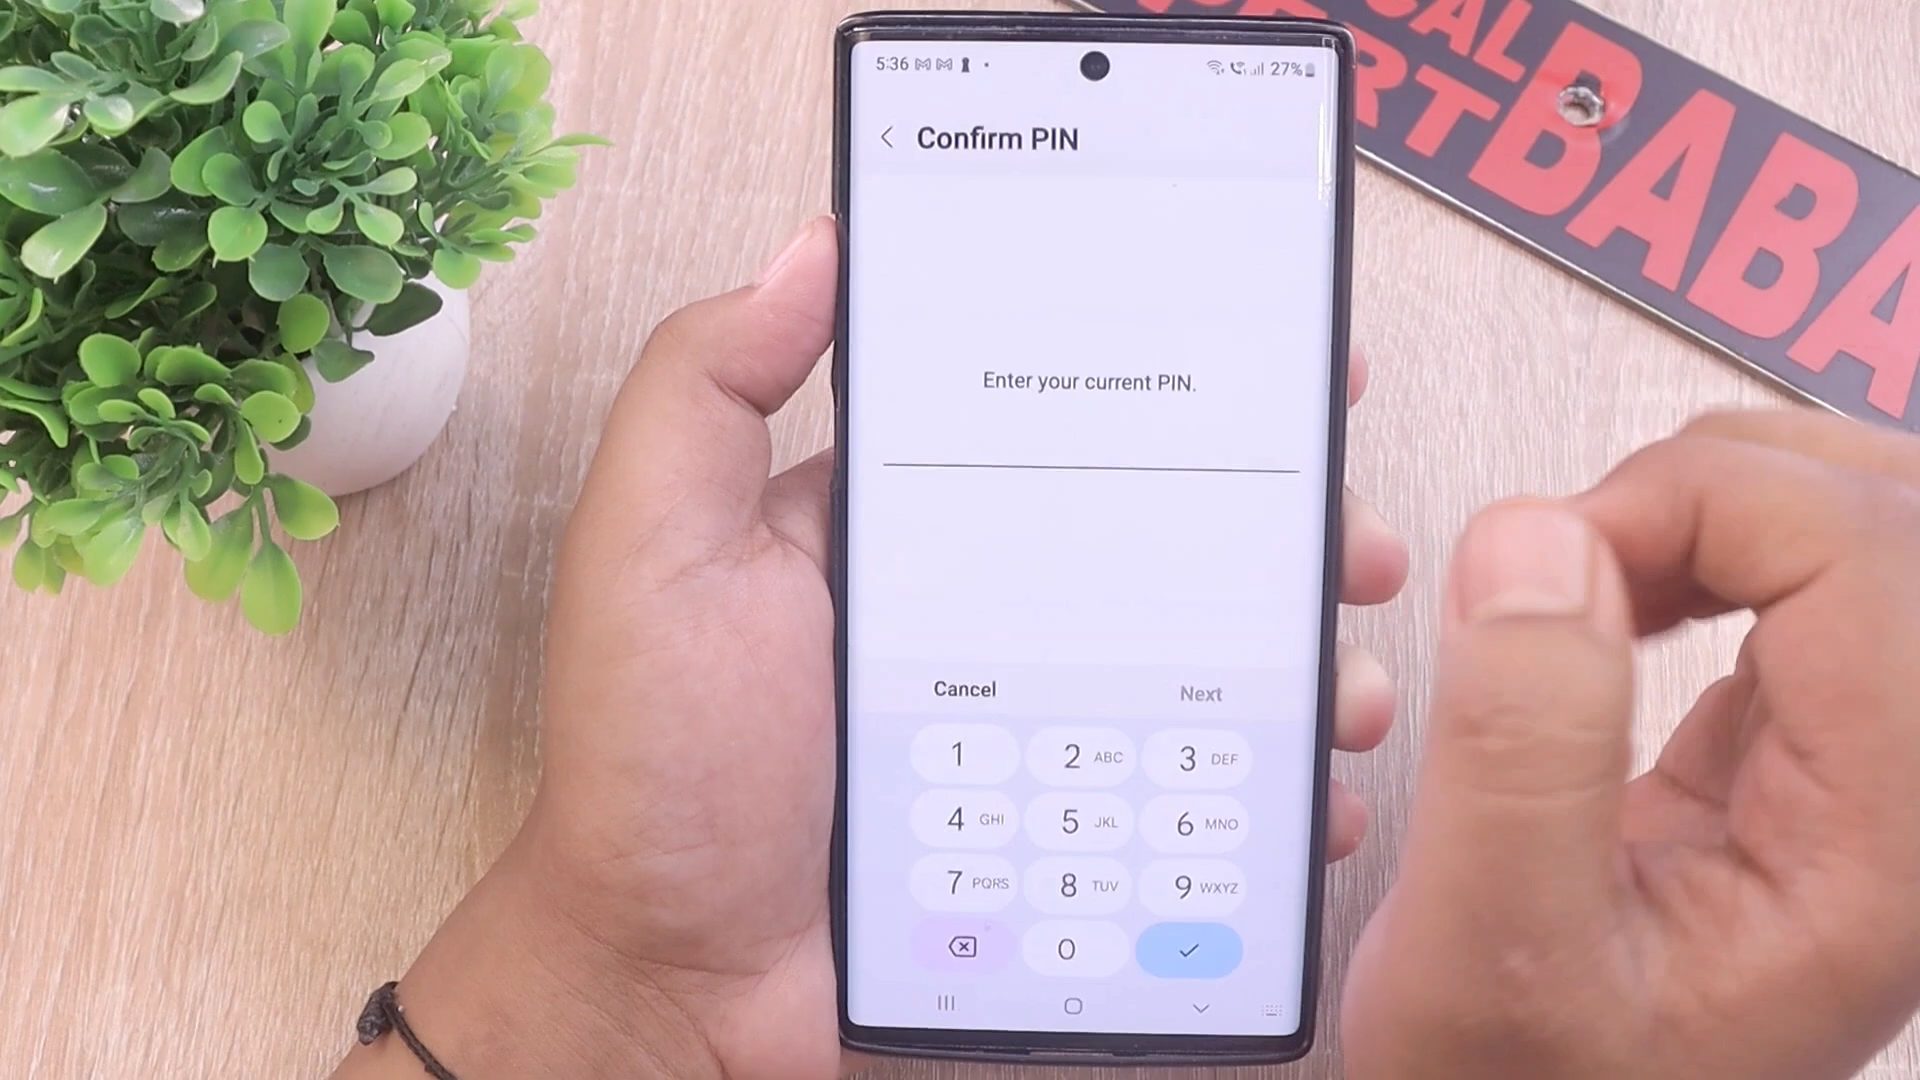 5:36
27%
Confirm PIN
Enter your current PIN.
Cancel Next
1 2 ABC 3 DEF
4 GHI 5 JKL 6 MNO
7 PQRS 8 TUV 9 WXYZ
0
BABA